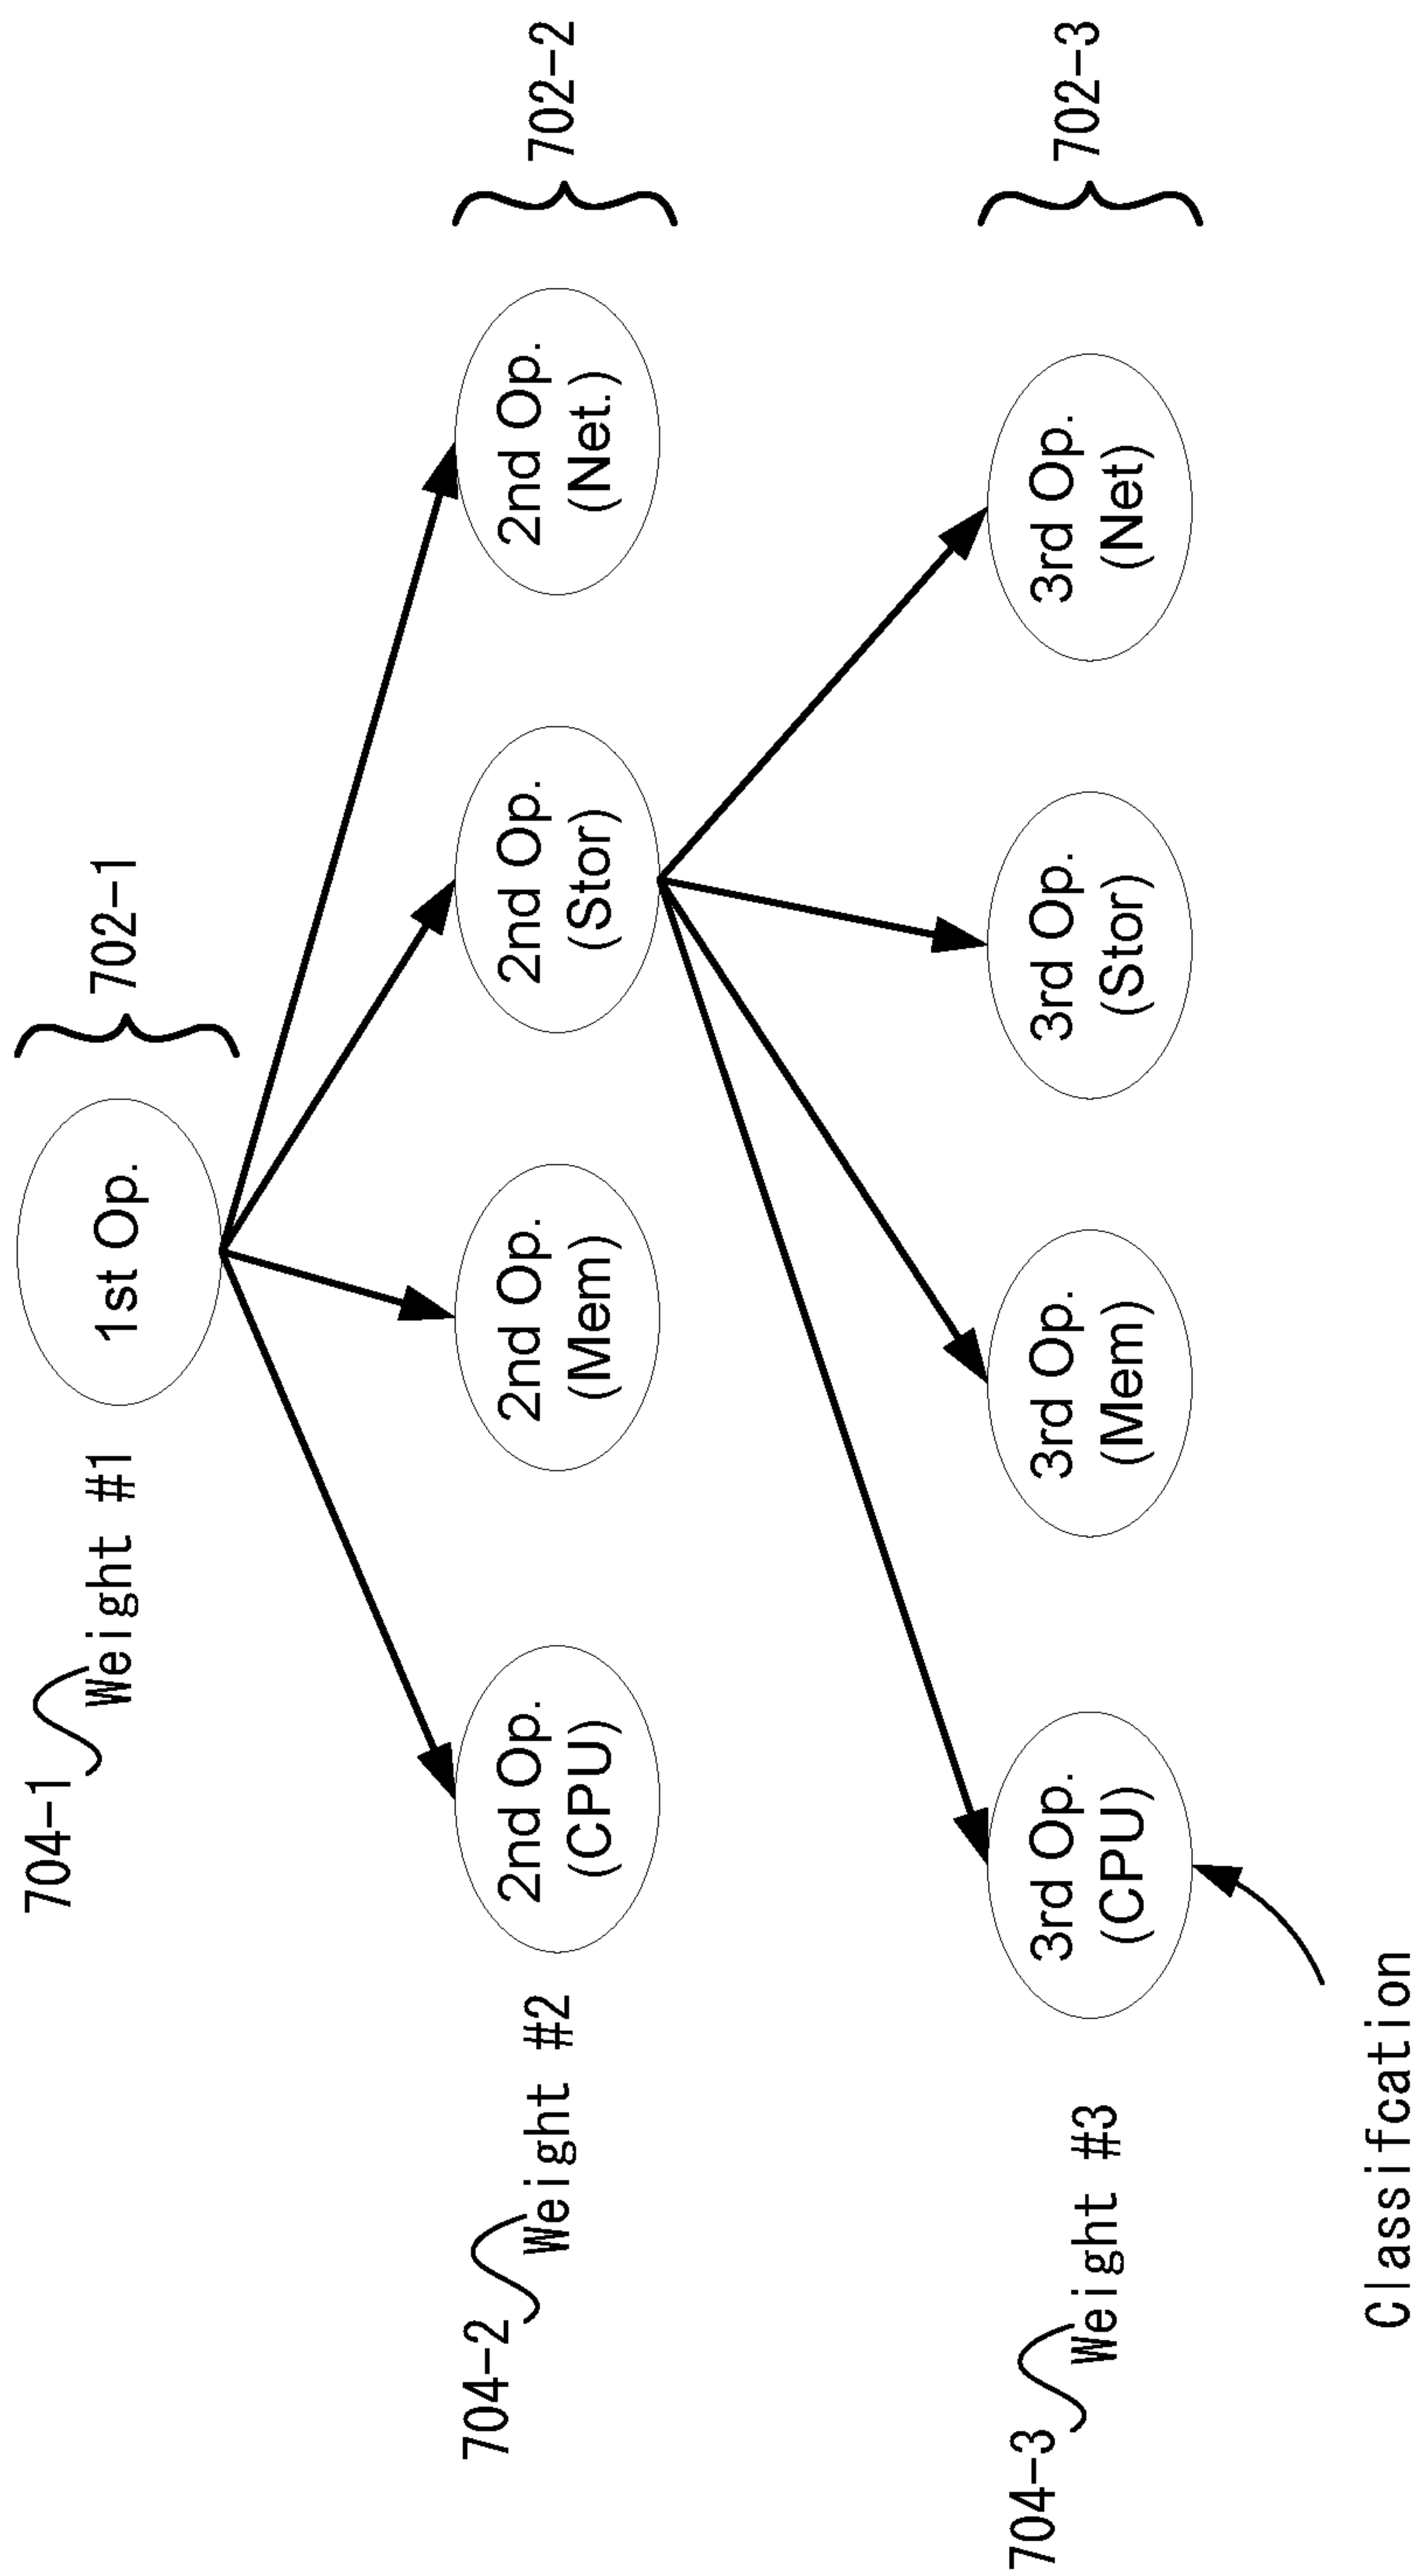 704-1
Weight #1
1st Op.
702-1
704-2
Weight #2
2nd Op.
(CPU)
2nd Op.
(Mem)
2nd Op.
(Stor)
2nd Op.
(Net.)
702-2
704-3
Weight #3
3rd Op.
(CPU)
3rd Op.
(Mem)
3rd Op.
(Stor)
3rd Op.
(Net)
702-3
Classifcation